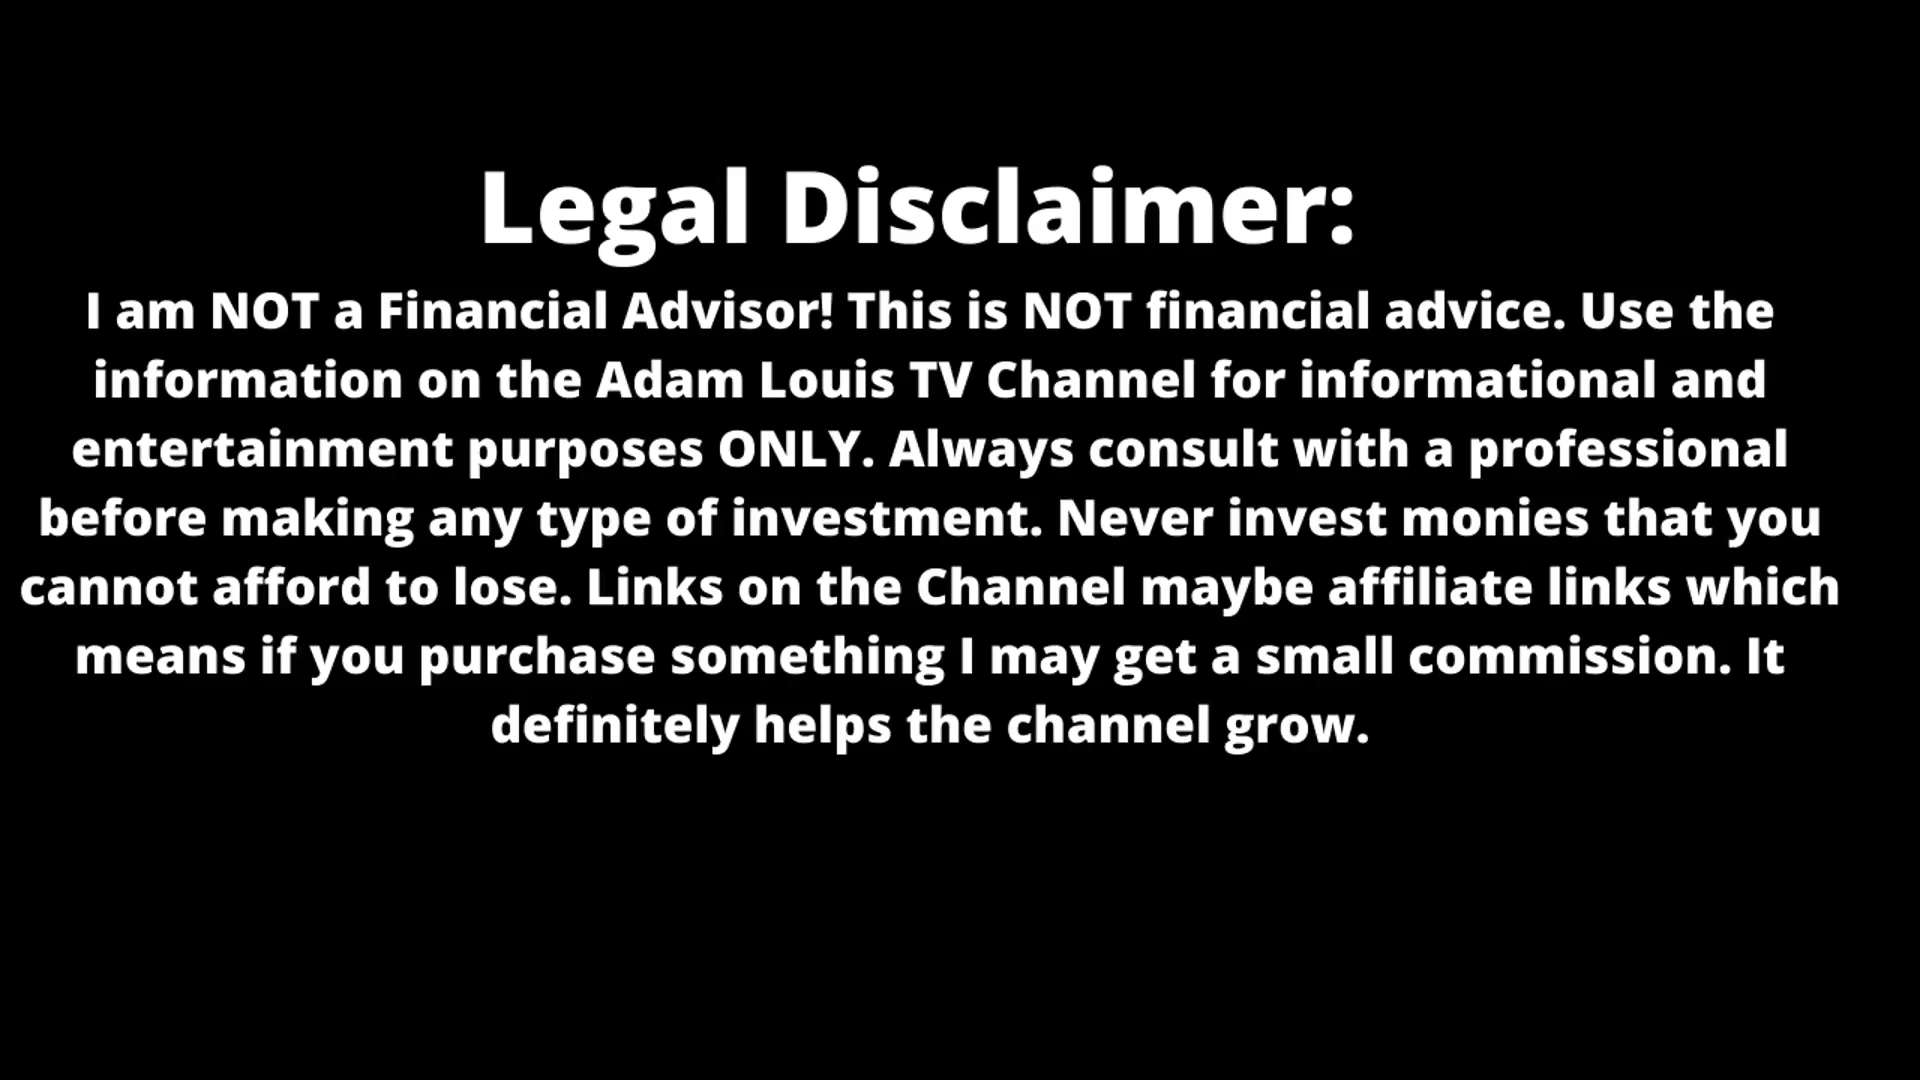 Legal Disclaimer:
I am NOT a Financial Advisor! This is NOT financial advice. Use the
information on the Adam Louis TV Channel for informational and
entertainment purposes ONLY. Always consult with a professional
before making any type of investment. Never invest monies that you
cannot afford to lose. Links on the Channel maybe affiliate links which
means if you purchase something I may get a small commission. It
definitely helps the channel grow.